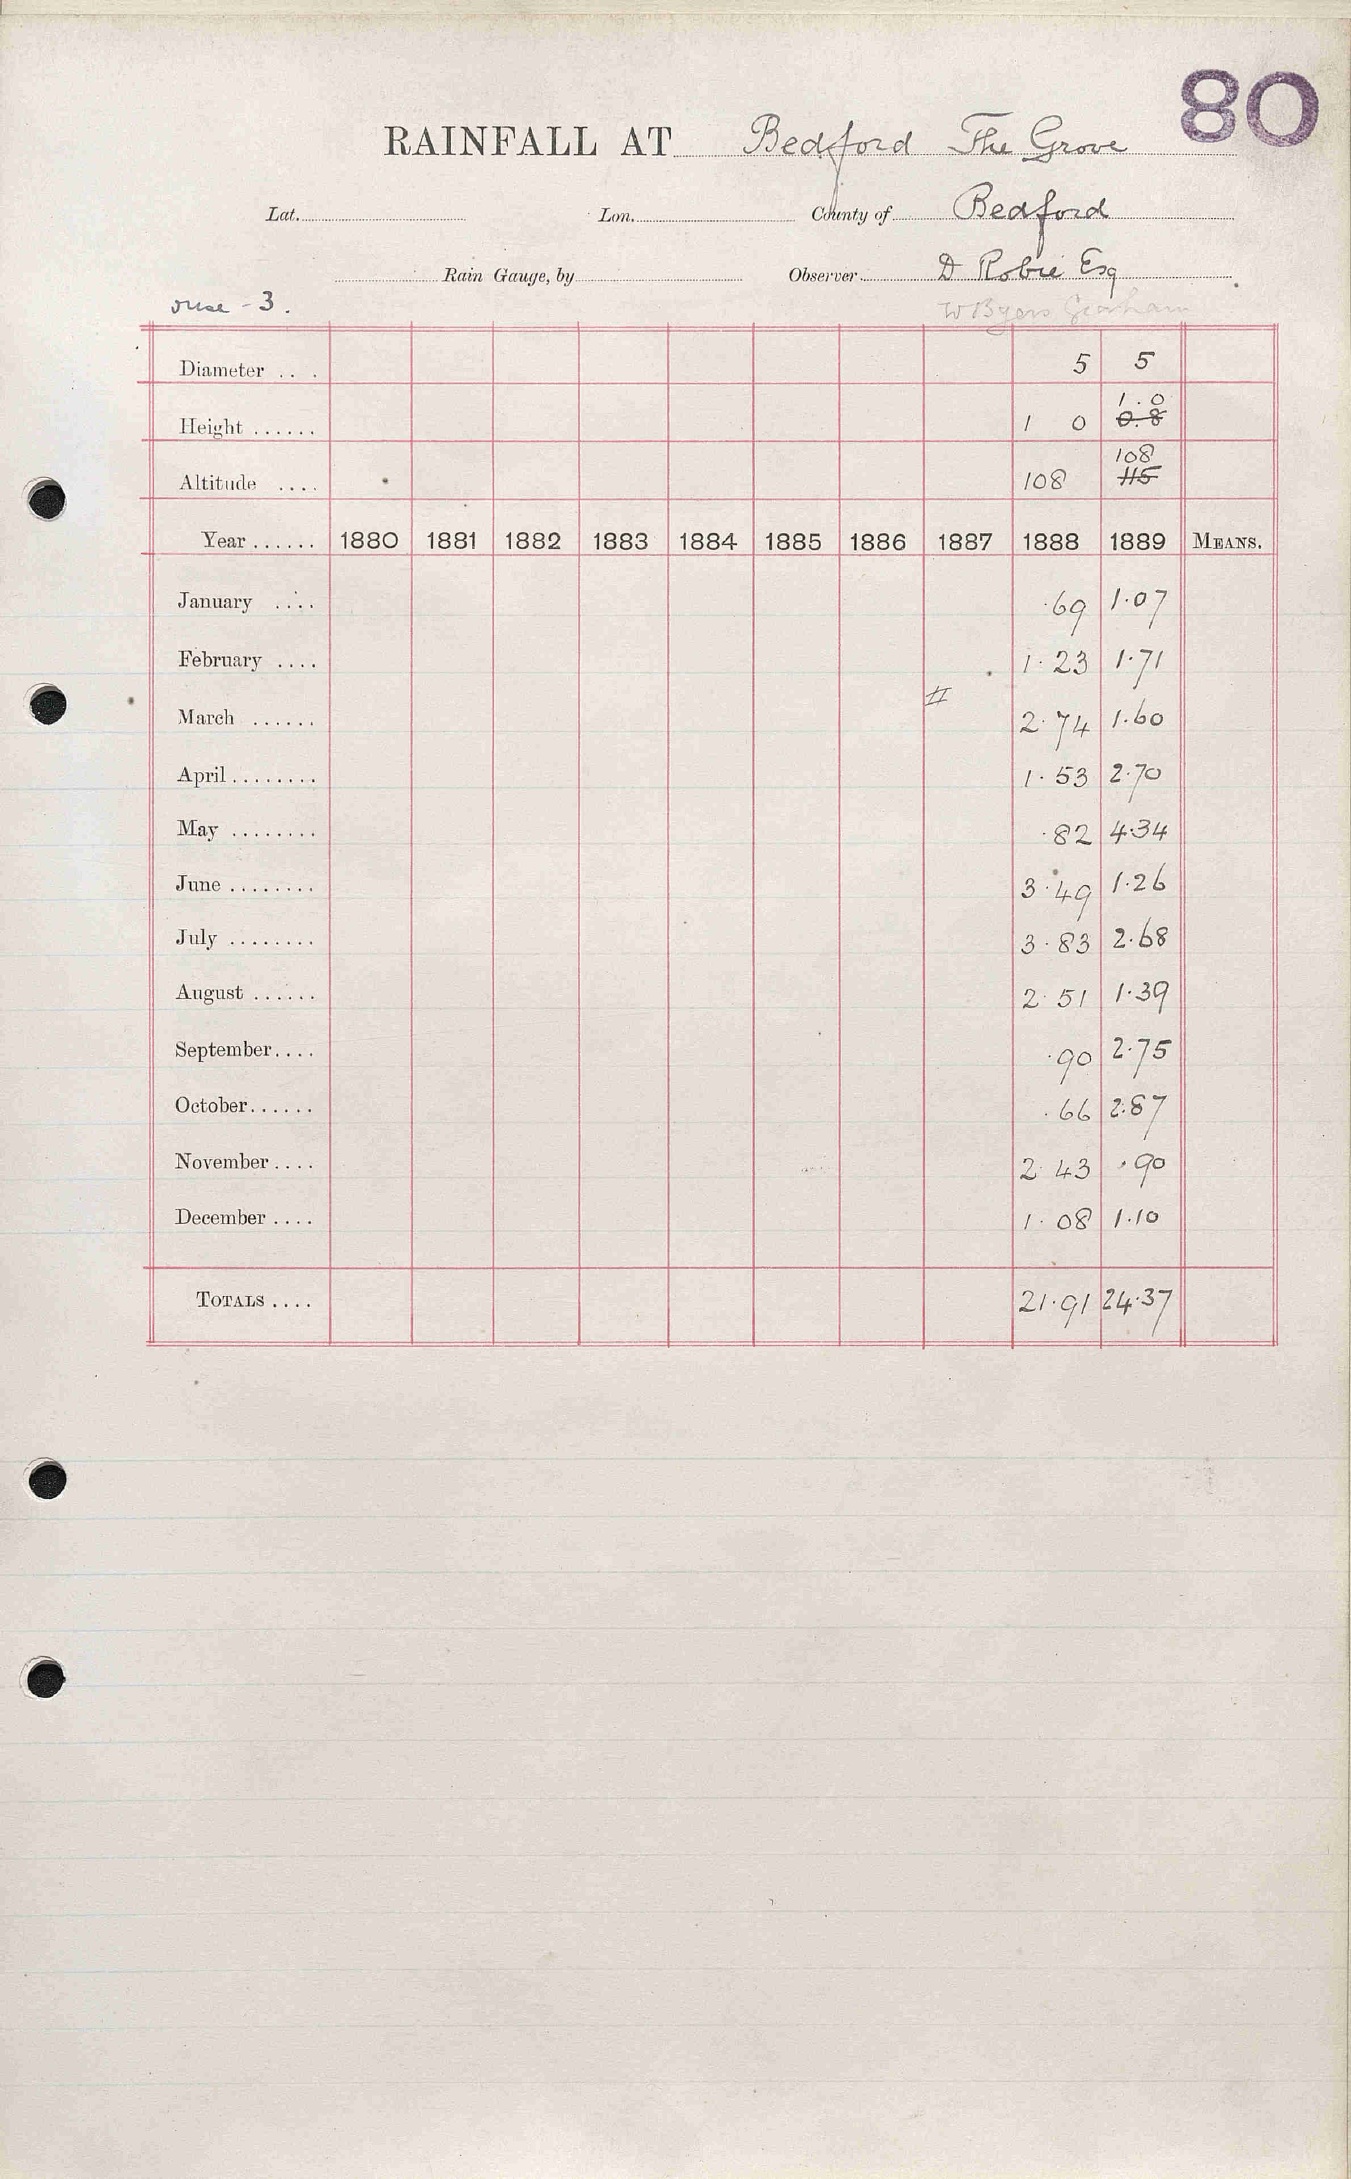 80
RAINFALL AT Bedford The Grove
Lat. Lon. County of Bedford
Rain Gauge, by Observer D Robie Esq
Ouse - 3. W Byers Graham
Diameter .. . 5 5
1.0
Height ...... 1 0 0.8
108
Altitude .... 108 115
Year ...... 1880 1881 1882 1883 1884 1885 1886 1887 1888 1889 MEANS.
January .... .69 1.07
February .... 1.23 1.71
March ...... 2.74 1.60
April ........ 1.53 2.70
May ........ .82 4.34
June ........ 3.49 1.26
July ........ 3.83 2.68
August ...... 2.51 1.39
September .... .90 2.75
October ...... .66 2.87
November .... 2.43 .90
December .... 1.08 1.10
TOTALS .... 21.91 24.37